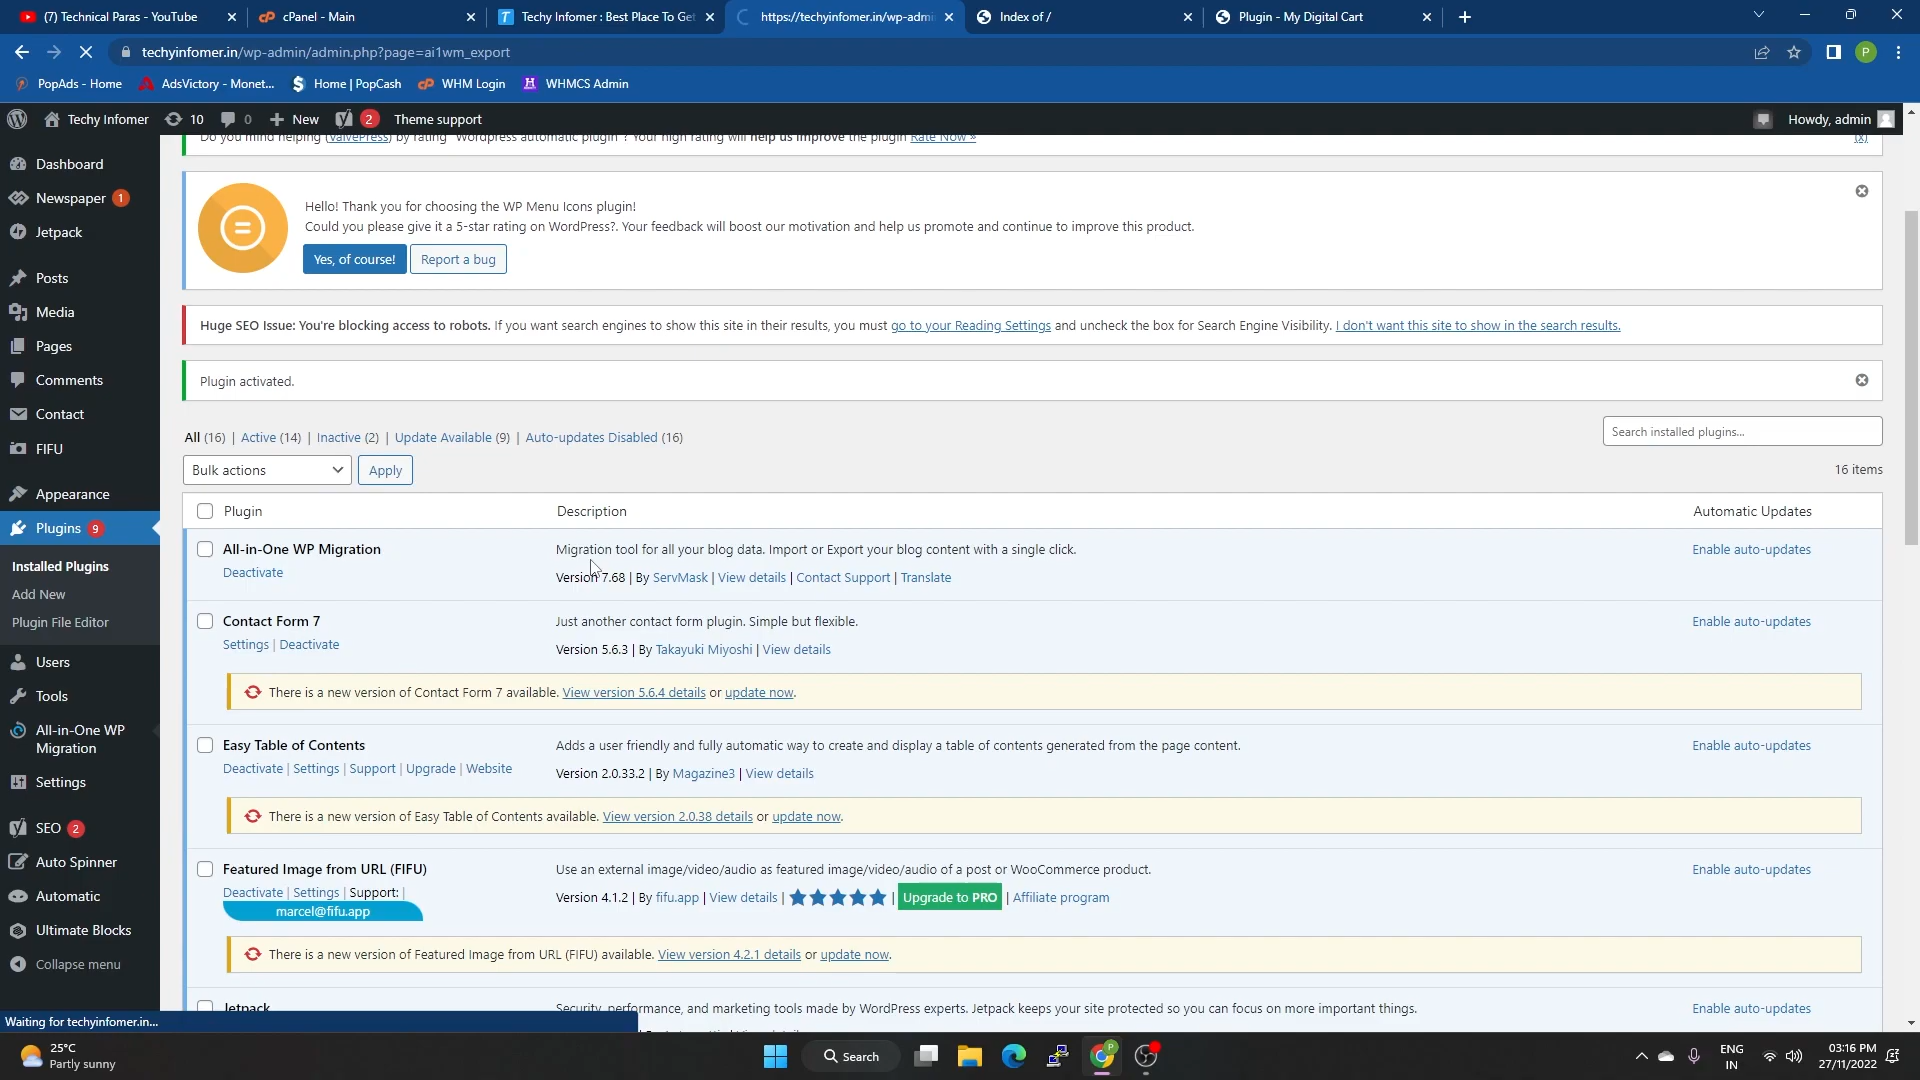 (7) Technical Paras - YouTube
cPanel - Main
Techy Infomer : Best Place To Get
https://techyinfomer.in/wp-admin
Index of /
Plugin - My Digital Cart
techyinfomer.in/wp-admin/admin.php?page=ai1wm_export
P
PopAds - Home
AdsVictory - Monet...
Home | PopCash
WHM Login
WHMCS Admin
Techy Infomer
10
0
New
2
Theme support
Howdy, admin
Do you mind helping (ValvePress) by rating "Wordpress automatic plugin"? Your high rating will help us improve the plugin Rate Now »
(x)
Dashboard
Newspaper 1
Jetpack
Posts
Media
Pages
Comments
Contact
FIFU
Appearance
Plugins 9
Installed Plugins
Add New
Plugin File Editor
Users
Tools
All-in-One WP
Migration
Settings
SEO 2
Auto Spinner
Automatic
Ultimate Blocks
Collapse menu
Hello! Thank you for choosing the WP Menu Icons plugin!
Could you please give it a 5-star rating on WordPress?. Your feedback will boost our motivation and help us promote and continue to improve this product.
Yes, of course!
Report a bug
Huge SEO Issue: You're blocking access to robots. If you want search engines to show this site in their results, you must go to your Reading Settings and uncheck the box for Search Engine Visibility. I don't want this site to show in the search results.
Plugin activated.
All (16) | Active (14) | Inactive (2) | Update Available (9) | Auto-updates Disabled (16)
Search installed plugins...
Bulk actions
Apply
16 items
Plugin
Description
Automatic Updates
All-in-One WP Migration
Deactivate
Migration tool for all your blog data. Import or Export your blog content with a single click.
Version 7.68 | By ServMask | View details | Contact Support | Translate
Enable auto-updates
Contact Form 7
Settings | Deactivate
Just another contact form plugin. Simple but flexible.
Version 5.6.3 | By Takayuki Miyoshi | View details
Enable auto-updates
There is a new version of Contact Form 7 available. View version 5.6.4 details or update now.
Easy Table of Contents
Deactivate | Settings | Support | Upgrade | Website
Adds a user friendly and fully automatic way to create and display a table of contents generated from the page content.
Version 2.0.33.2 | By Magazine3 | View details
Enable auto-updates
There is a new version of Easy Table of Contents available. View version 2.0.38 details or update now.
Featured Image from URL (FIFU)
Deactivate | Settings | Support: |
marcel@fifu.app
Use an external image/video/audio as featured image/video/audio of a post or WooCommerce product.
Version 4.1.2 | By fifu.app | View details | | Upgrade to PRO | Affiliate program
Enable auto-updates
There is a new version of Featured Image from URL (FIFU) available. View version 4.2.1 details or update now.
Jetpack
Security, performance, and marketing tools made by WordPress experts. Jetpack keeps your site protected so you can focus on more important things.
Enable auto-updates
Waiting for techyinfomer.in...
25°C
Partly sunny
Search
ENG
IN
03:16 PM
27/11/2022